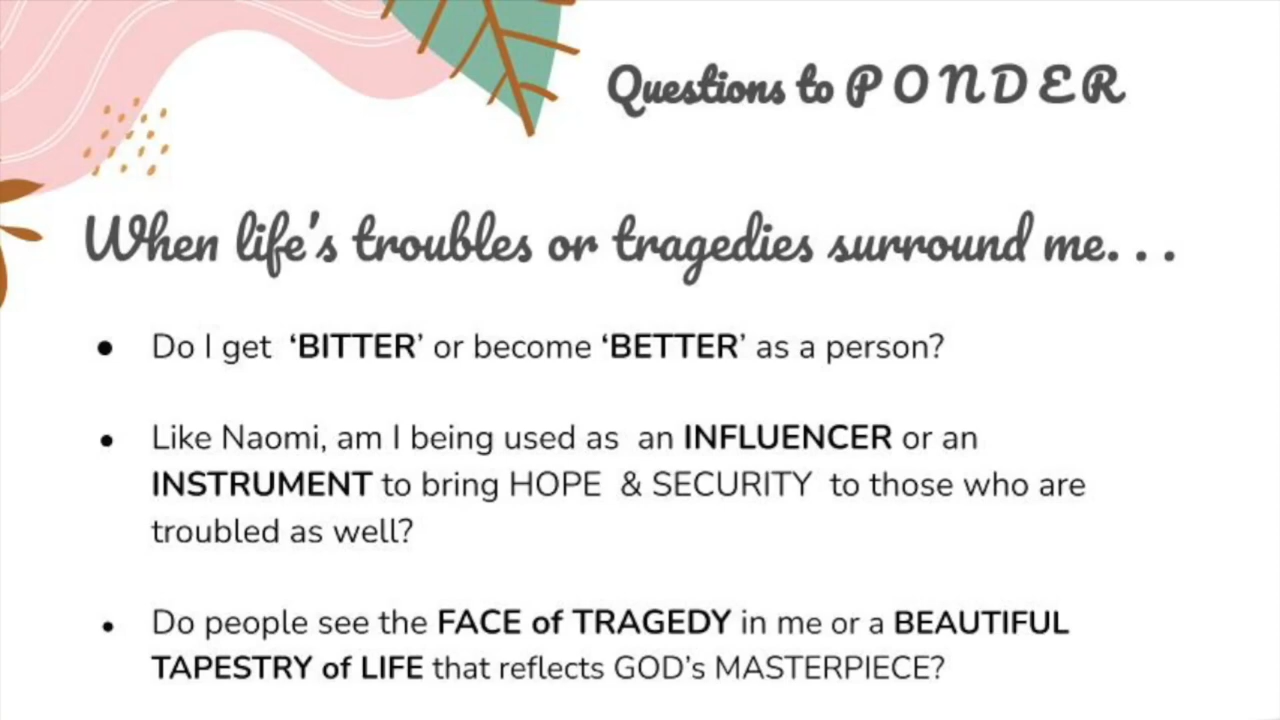 Questions to PONDER
When life's troubles or tragedies surround me. . .
• Do I get ‘BITTER’ or become ‘BETTER’ as a person?
• Like Naomi, am I being used as an INFLUENCER or an
INSTRUMENT to bring HOPE & SECURITY to those who are
troubled as well?
• Do people see the FACE of TRAGEDY in me or a BEAUTIFUL
TAPESTRY of LIFE that reflects GOD’s MASTERPIECE?